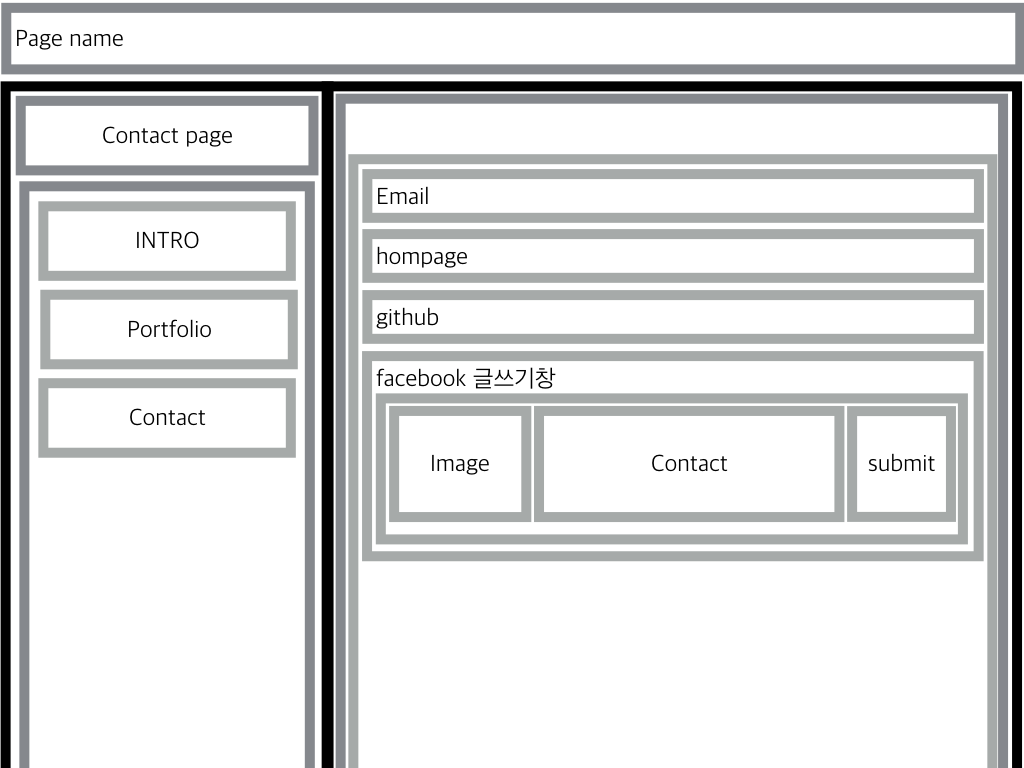 Page name
Contact page
INTRO
Portfolio
Contact
Email
hompage
github
facebook 글쓰기창
Image
Contact
submit